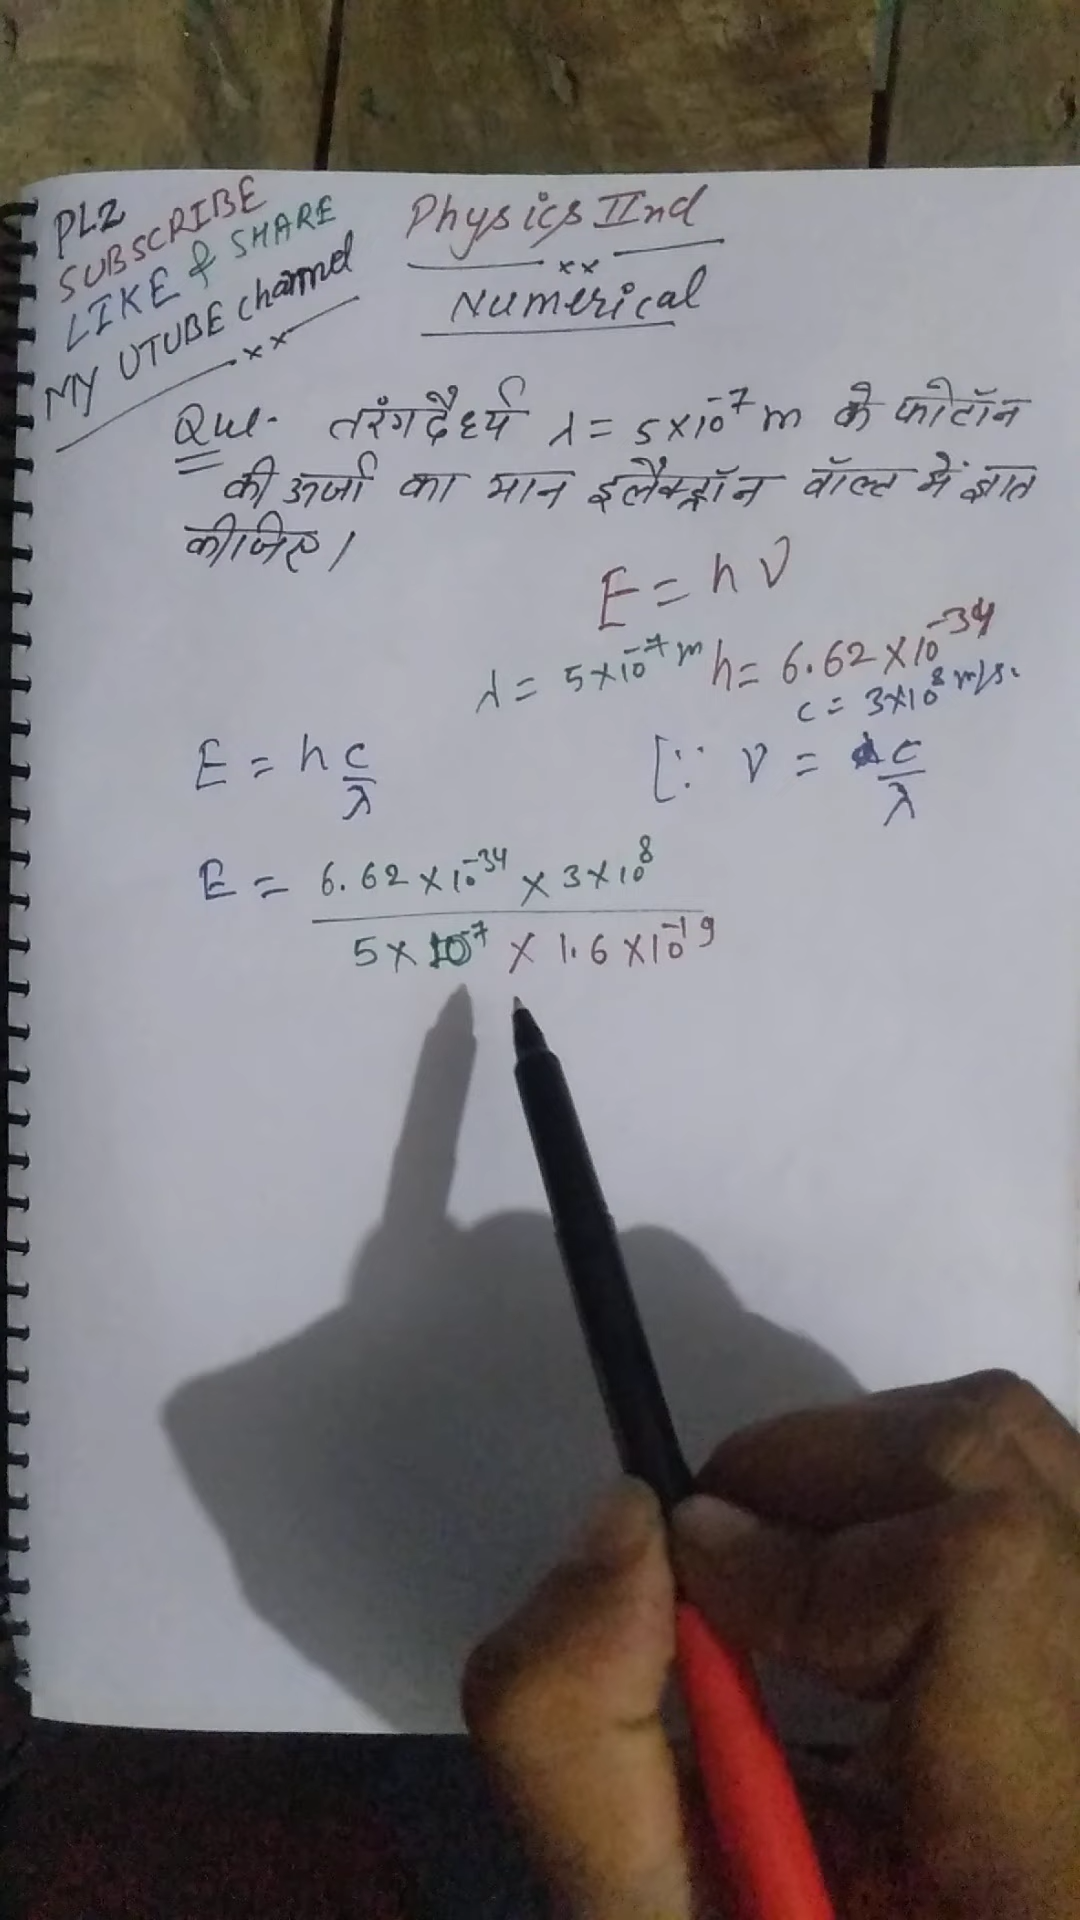 PLZ
SUBSCRIBE
LIKE & SHARE
MY UTUBE channel
Physics IInd
Numerical
Que. तरंगदैर्ध्य λ = 5×10⁻⁷ m के फोटॉन
की ऊर्जा का मान इलैक्ट्रॉन वॉल्ट में ज्ञात
कीजिए।
E = hν
λ = 5×10⁻⁷ m h = 6.62×10⁻³⁴
c = 3×10⁸ m/s.
E = h c/λ [∵ ν = c/λ
E = 6.62×10⁻³⁴ × 3×10⁸
5×10⁻⁷ × 1.6×10⁻¹⁹